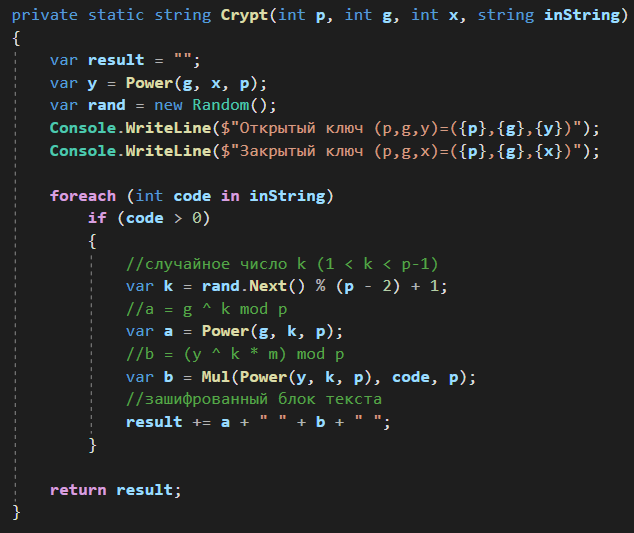 private static string Crypt(int p, int g, int x, string inString)
{
    var result = "";
    var y = Power(g, x, p);
    var rand = new Random();
    Console.WriteLine($"Открытый ключ (p,g,y)=({p},{g},{y})");
    Console.WriteLine($"Закрытый ключ (p,g,x)=({p},{g},{x})");

    foreach (int code in inString)
        if (code > 0)
        {
            //случайное число k (1 < k < p-1)
            var k = rand.Next() % (p - 2) + 1;
            //a = g ^ k mod p
            var a = Power(g, k, p);
            //b = (y ^ k * m) mod p
            var b = Mul(Power(y, k, p), code, p);
            //зашифрованный блок текста
            result += a + " " + b + " ";
        }

    return result;
}